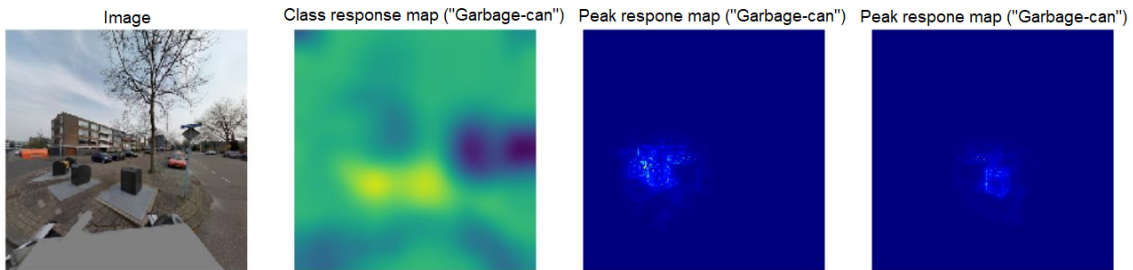 Image
Class response map ("Garbage-can")
Peak respone map ("Garbage-can")
Peak respone map ("Garbage-can")